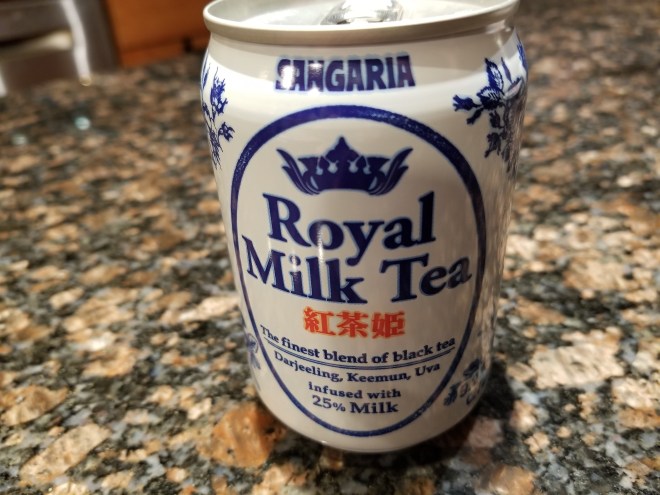 SANGARIA
Royal
Milk Tea
紅茶姫
The finest blend of black tea
Darjeeling, Keemun, Uva
infused with
25% Milk